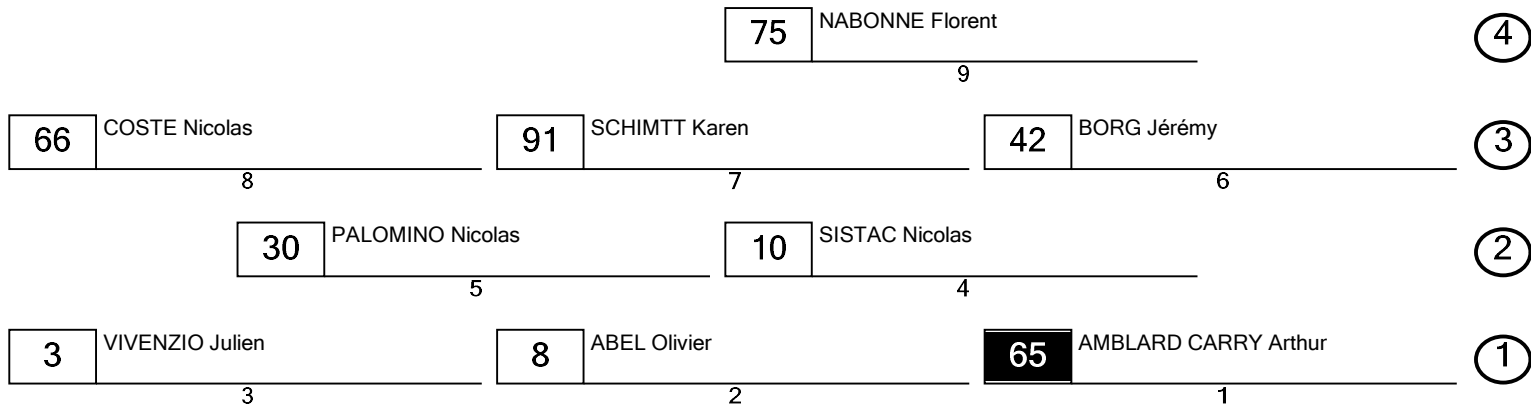 75 NABONNE Florent 4
9
66 COSTE Nicolas 91 SCHIMTT Karen 42 BORG Jérémy 3
8 7 6
30 PALOMINO Nicolas 10 SISTAC Nicolas 2
5 4
3 VIVENZIO Julien 8 ABEL Olivier 65 AMBLARD CARRY Arthur 1
3 2 1